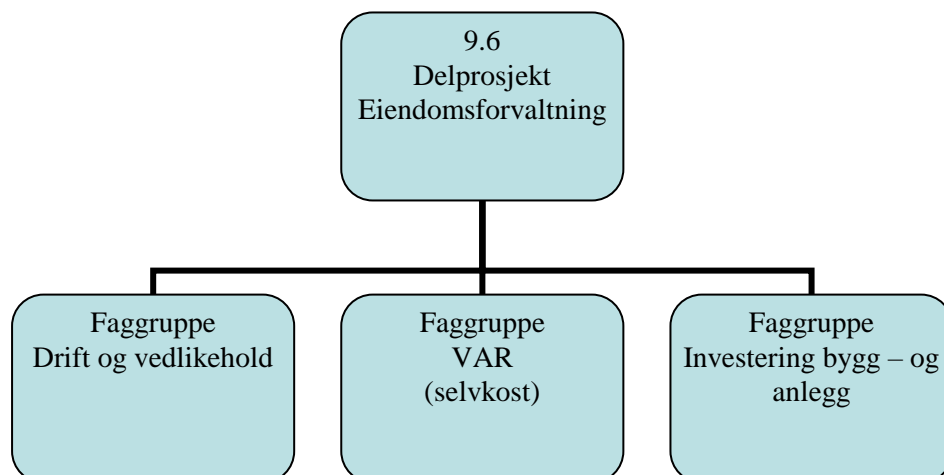 9.6
Delprosjekt
Eiendomsforvaltning
Faggruppe
Drift og vedlikehold
Faggruppe
VAR
(selvkost)
Faggruppe
Investering bygg – og
anlegg